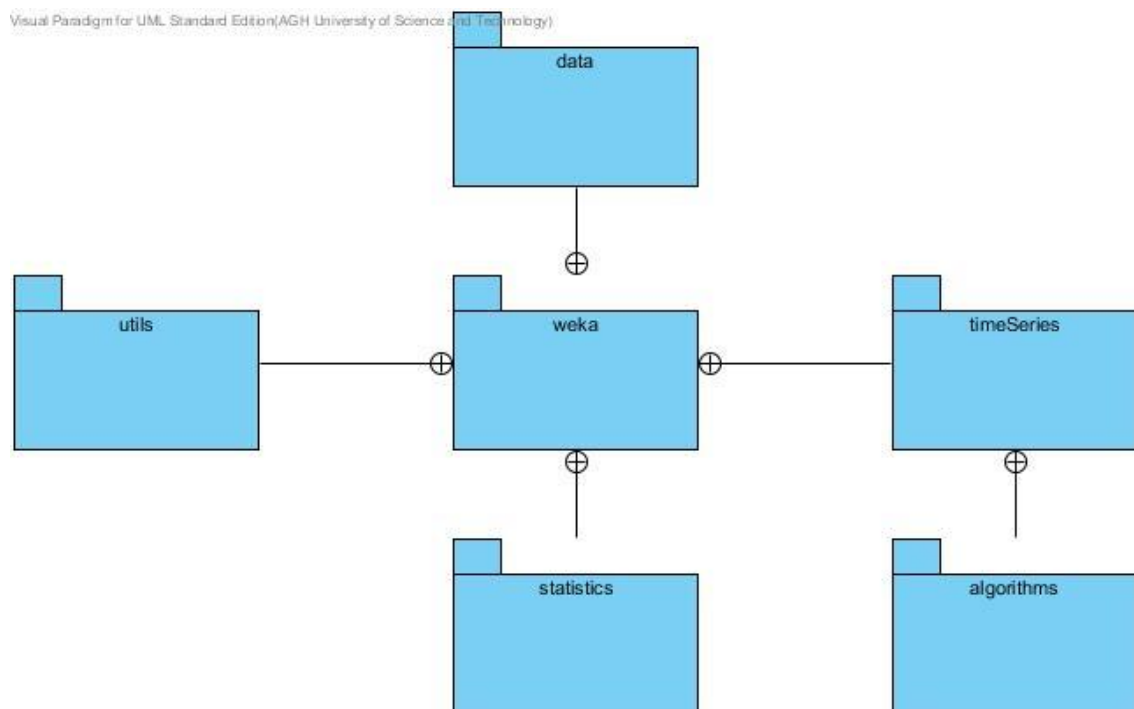 Visual Paradigm for UML Standard Edition(AGH University of Science and Technology)
data
utils
weka
timeSeries
statistics
algorithms